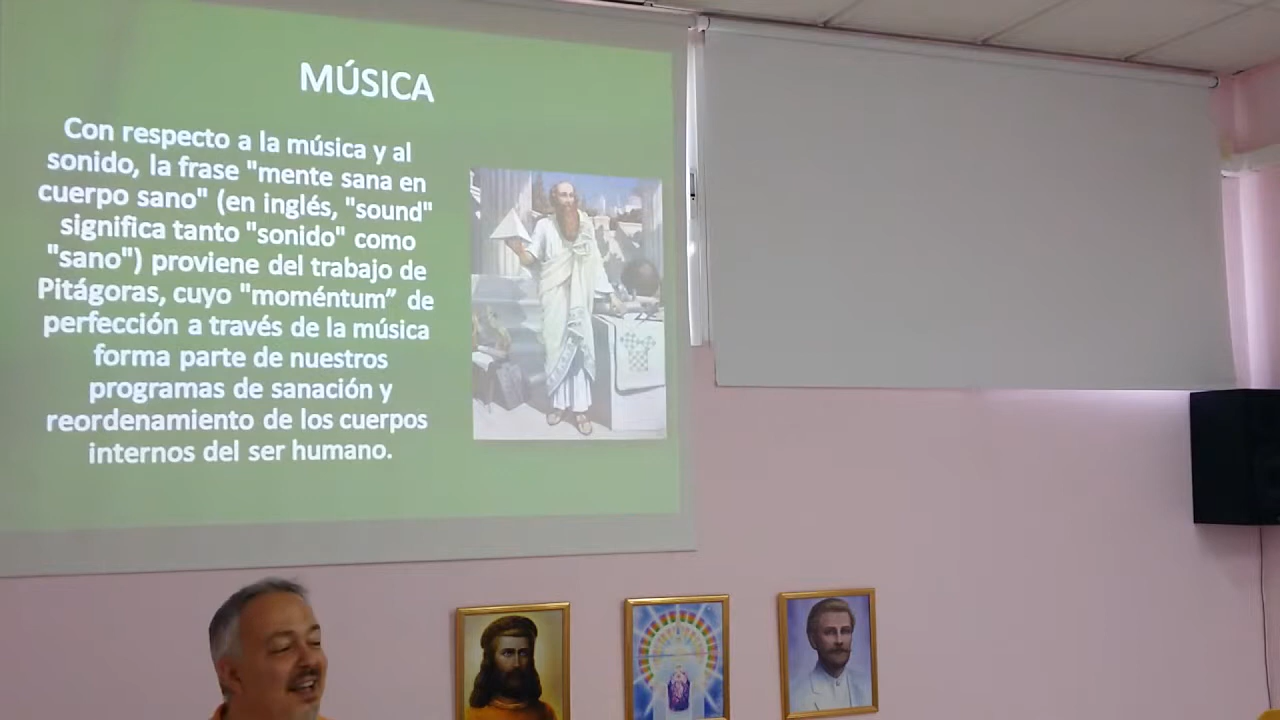 MÚSICA
Con respecto a la música y al
sonido, la frase "mente sana en
cuerpo sano" (en inglés, "sound"
significa tanto "sonido" como
"sano") proviene del trabajo de
Pitágoras, cuyo "moméntum” de
perfección a través de la música
forma parte de nuestros
programas de sanación y
reordenamiento de los cuerpos
internos del ser humano.